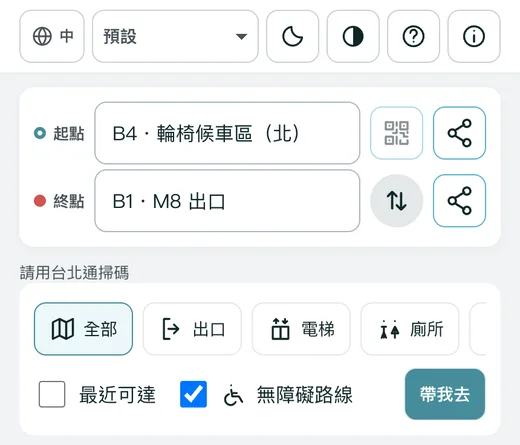 中 預設
起點 B4・輪椅候車區（北）
終點 B1・M8 出口
請用台北通掃碼
全部 出口 電梯 廁所
最近可達 無障礙路線 帶我去